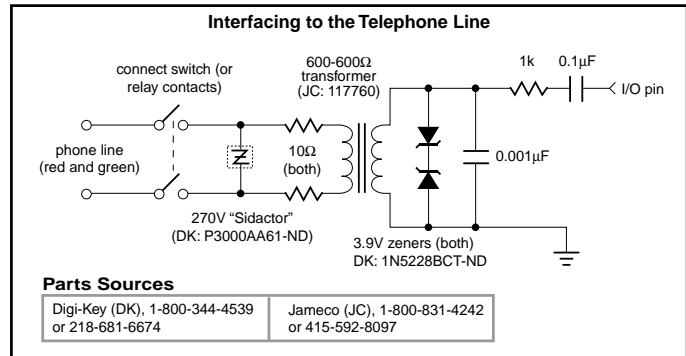 Interfacing to the Telephone Line
600-600Ω
transformer
(JC: 117760)
connect switch (or
relay contacts)
1k
0.1µF
I/O pin
phone line
(red and green)
10Ω
(both)
0.001µF
270V “Sidactor”
(DK: P3000AA61-ND)
3.9V zeners (both)
DK: 1N5228BCT-ND
Parts Sources
Digi-Key (DK), 1-800-344-4539
or 218-681-6674
Jameco (JC), 1-800-831-4242
or 415-592-8097